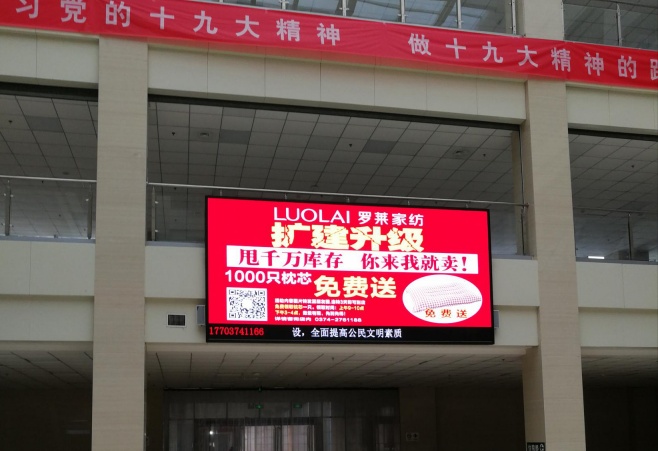 习党的十九大精神 做十九大精神的践
LUOLAI 罗莱家纺
扩建升级
甩千万库存 你来我就卖!
1000只枕芯 免费送
免费送
17703741166
设，全面提高公民文明素质